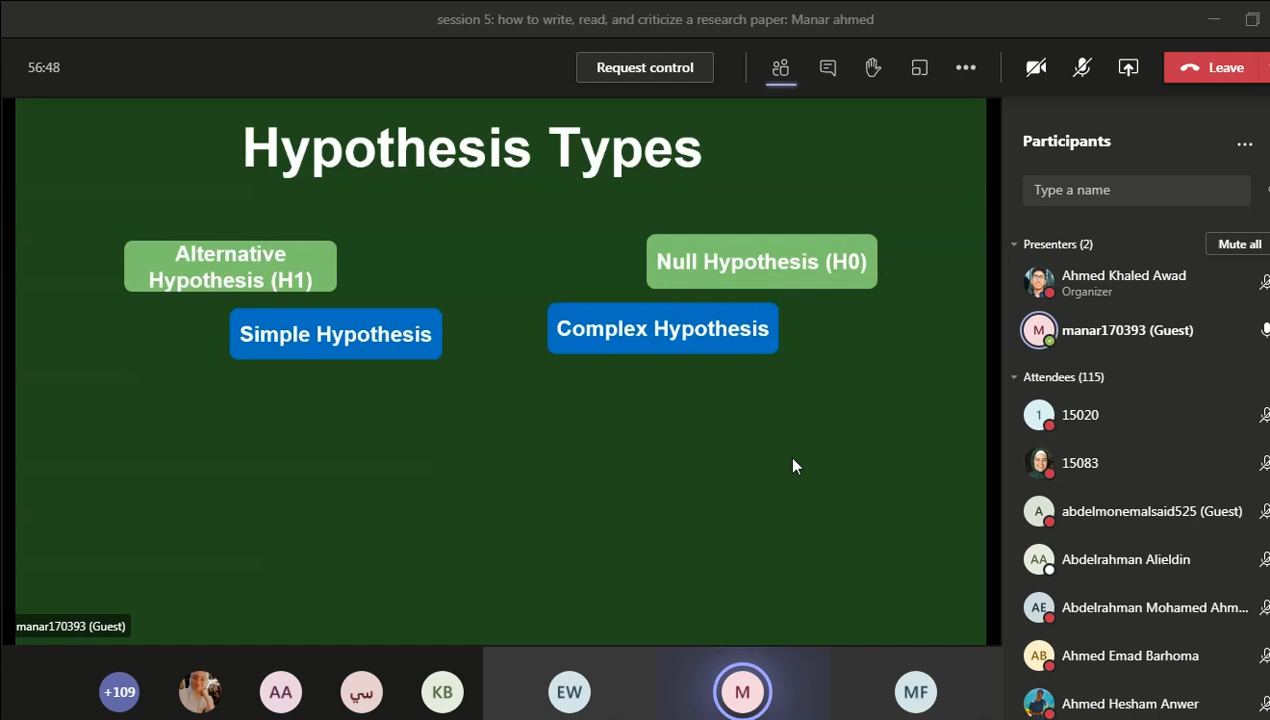 session 5: how to write, read, and criticize a research paper: Manar ahmed
56:48
Request control
Leave
Hypothesis Types
Alternative
Hypothesis (H1)
Null Hypothesis (H0)
Simple Hypothesis
Complex Hypothesis
manar170393 (Guest)
+109
AA
سي
KB
EW
M
MF
Participants
Type a name
Presenters (2)
Mute all
Ahmed Khaled Awad
Organizer
M
manar170393 (Guest)
Attendees (115)
1
15020
15083
A
abdelmonemalsaid525 (Guest)
AA
Abdelrahman Alieldin
AE
Abdelrahman Mohamed Ahm...
AB
Ahmed Emad Barhoma
Ahmed Hesham Anwer